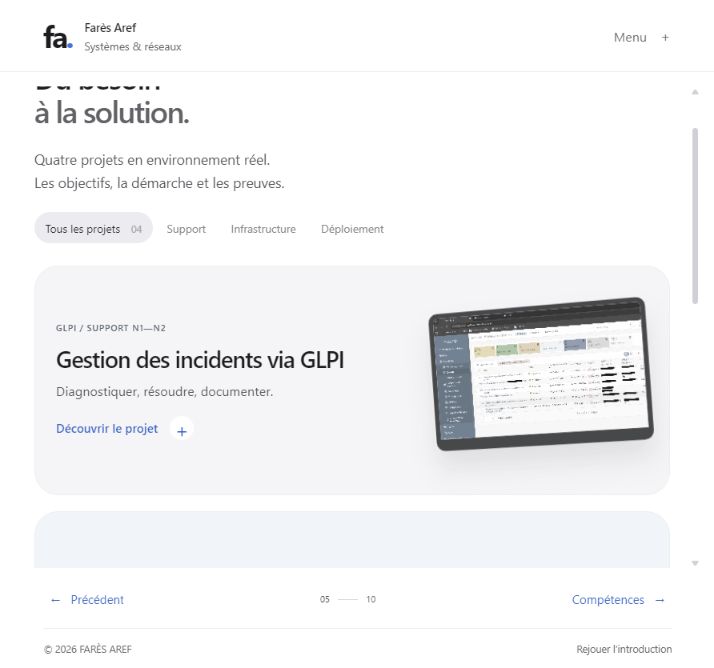 fa.
Farès Aref
Systèmes & réseaux
Menu +
Du besoin
à la solution.
Quatre projets en environnement réel.
Les objectifs, la démarche et les preuves.
Tous les projets 04
Support
Infrastructure
Déploiement
GLPI / SUPPORT N1—N2
Gestion des incidents via GLPI
Diagnostiquer, résoudre, documenter.
Découvrir le projet +
← Précédent
05 — 10
Compétences →
© 2026 FARÈS AREF
Rejouer l'introduction